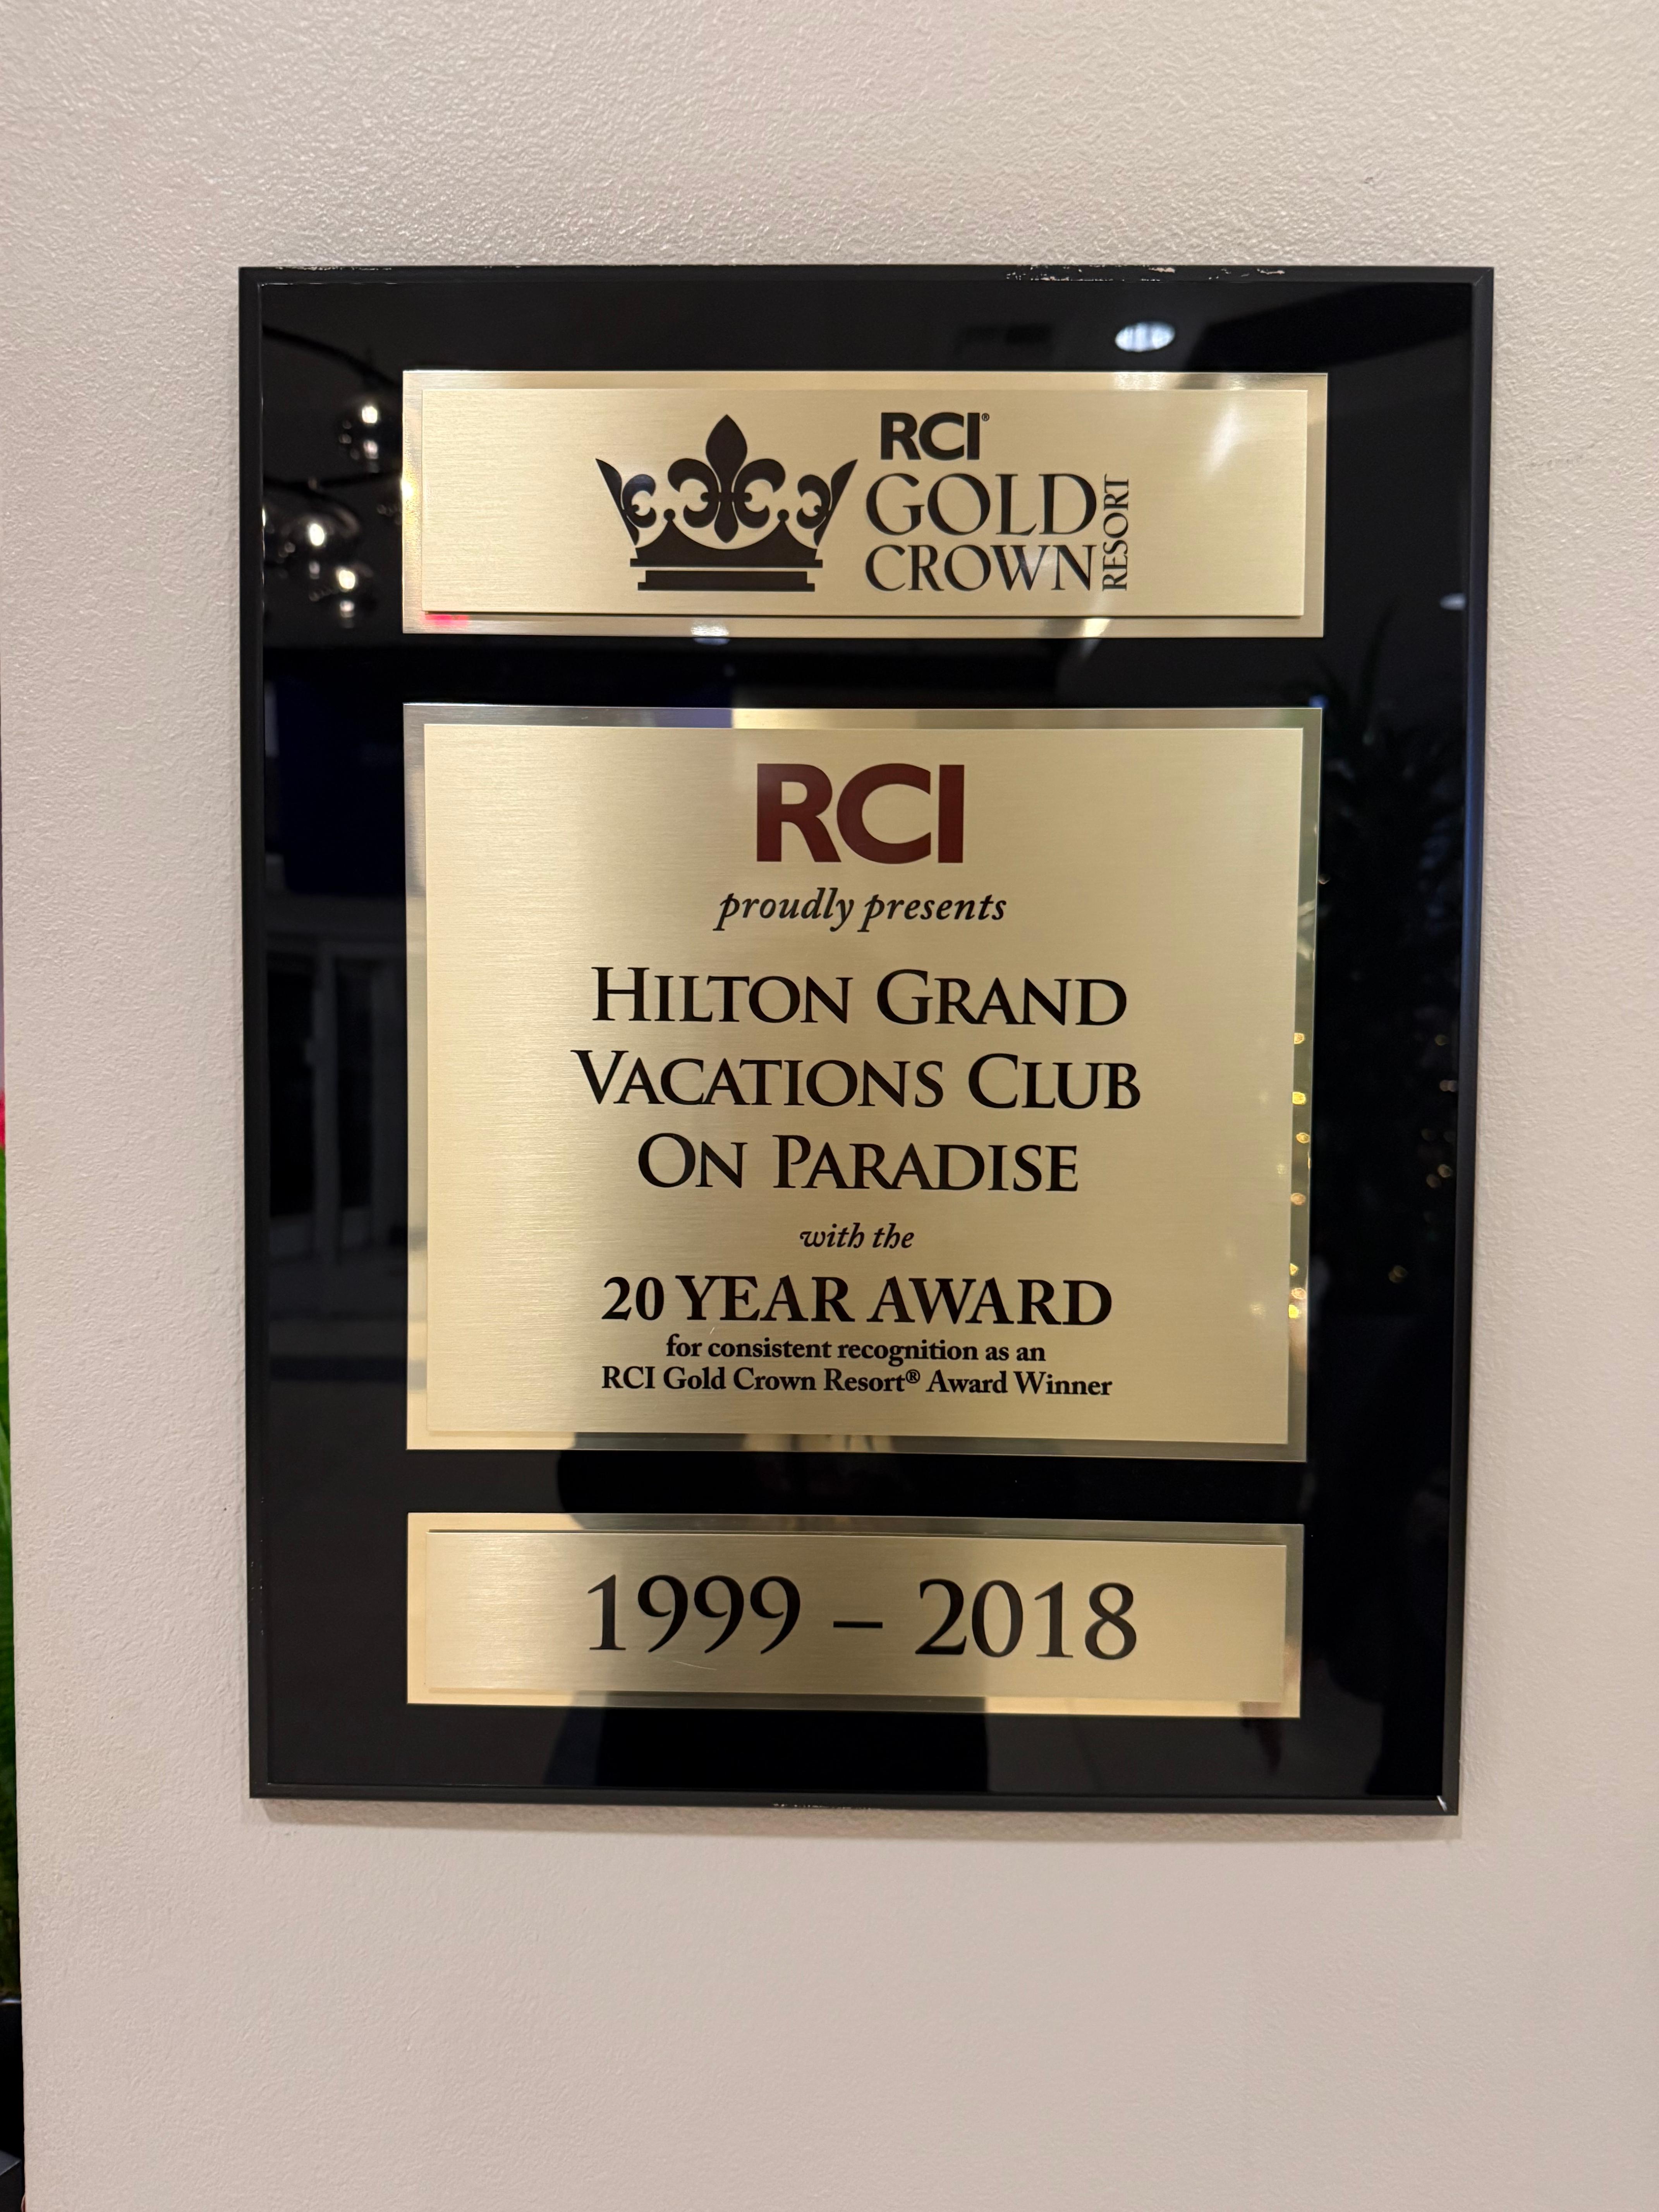 RCI®
GOLD
CROWN
RESORT
RCI
proudly presents
HILTON GRAND
VACATIONS CLUB
ON PARADISE
with the
20 YEAR AWARD
for consistent recognition as an
RCI Gold Crown Resort® Award Winner
1999 – 2018